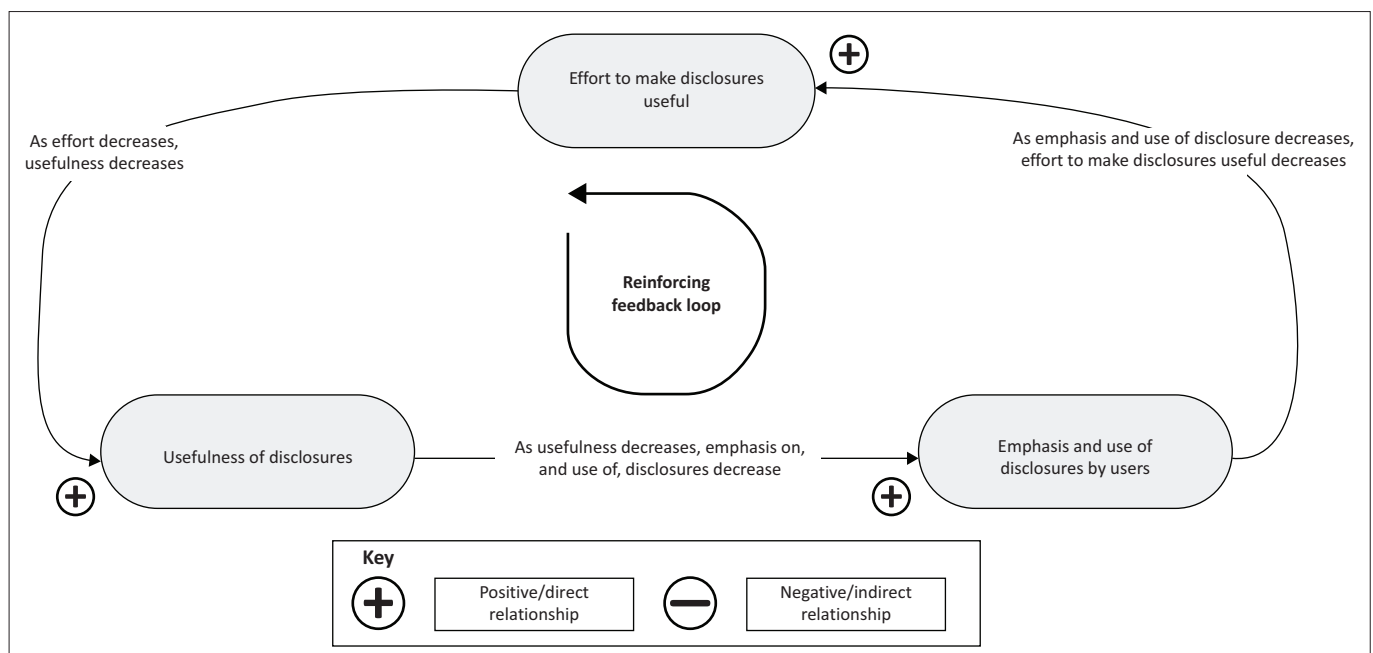 Effort to make disclosures
useful
As effort decreases,
usefulness decreases
As emphasis and use of disclosure decreases,
effort to make disclosures useful decreases
Reinforcing
feedback loop
Usefulness of disclosures
As usefulness decreases, emphasis on,
and use of, disclosures decrease
Emphasis and use of
disclosures by users
Key
Positive/direct
relationship
Negative/indirect
relationship